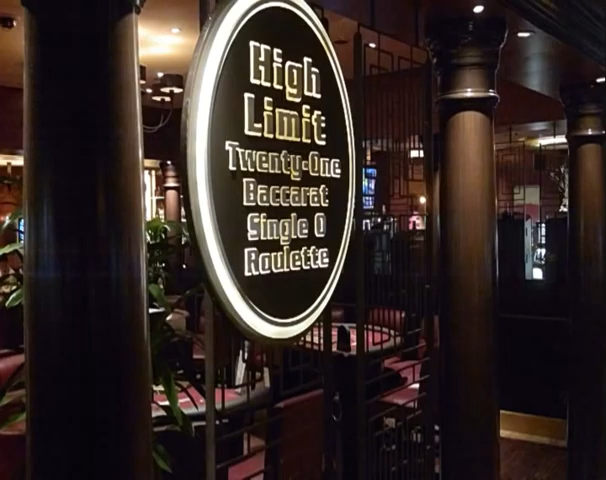 High
Limit
Twenty-One
Baccarat
Single 0
Roulette